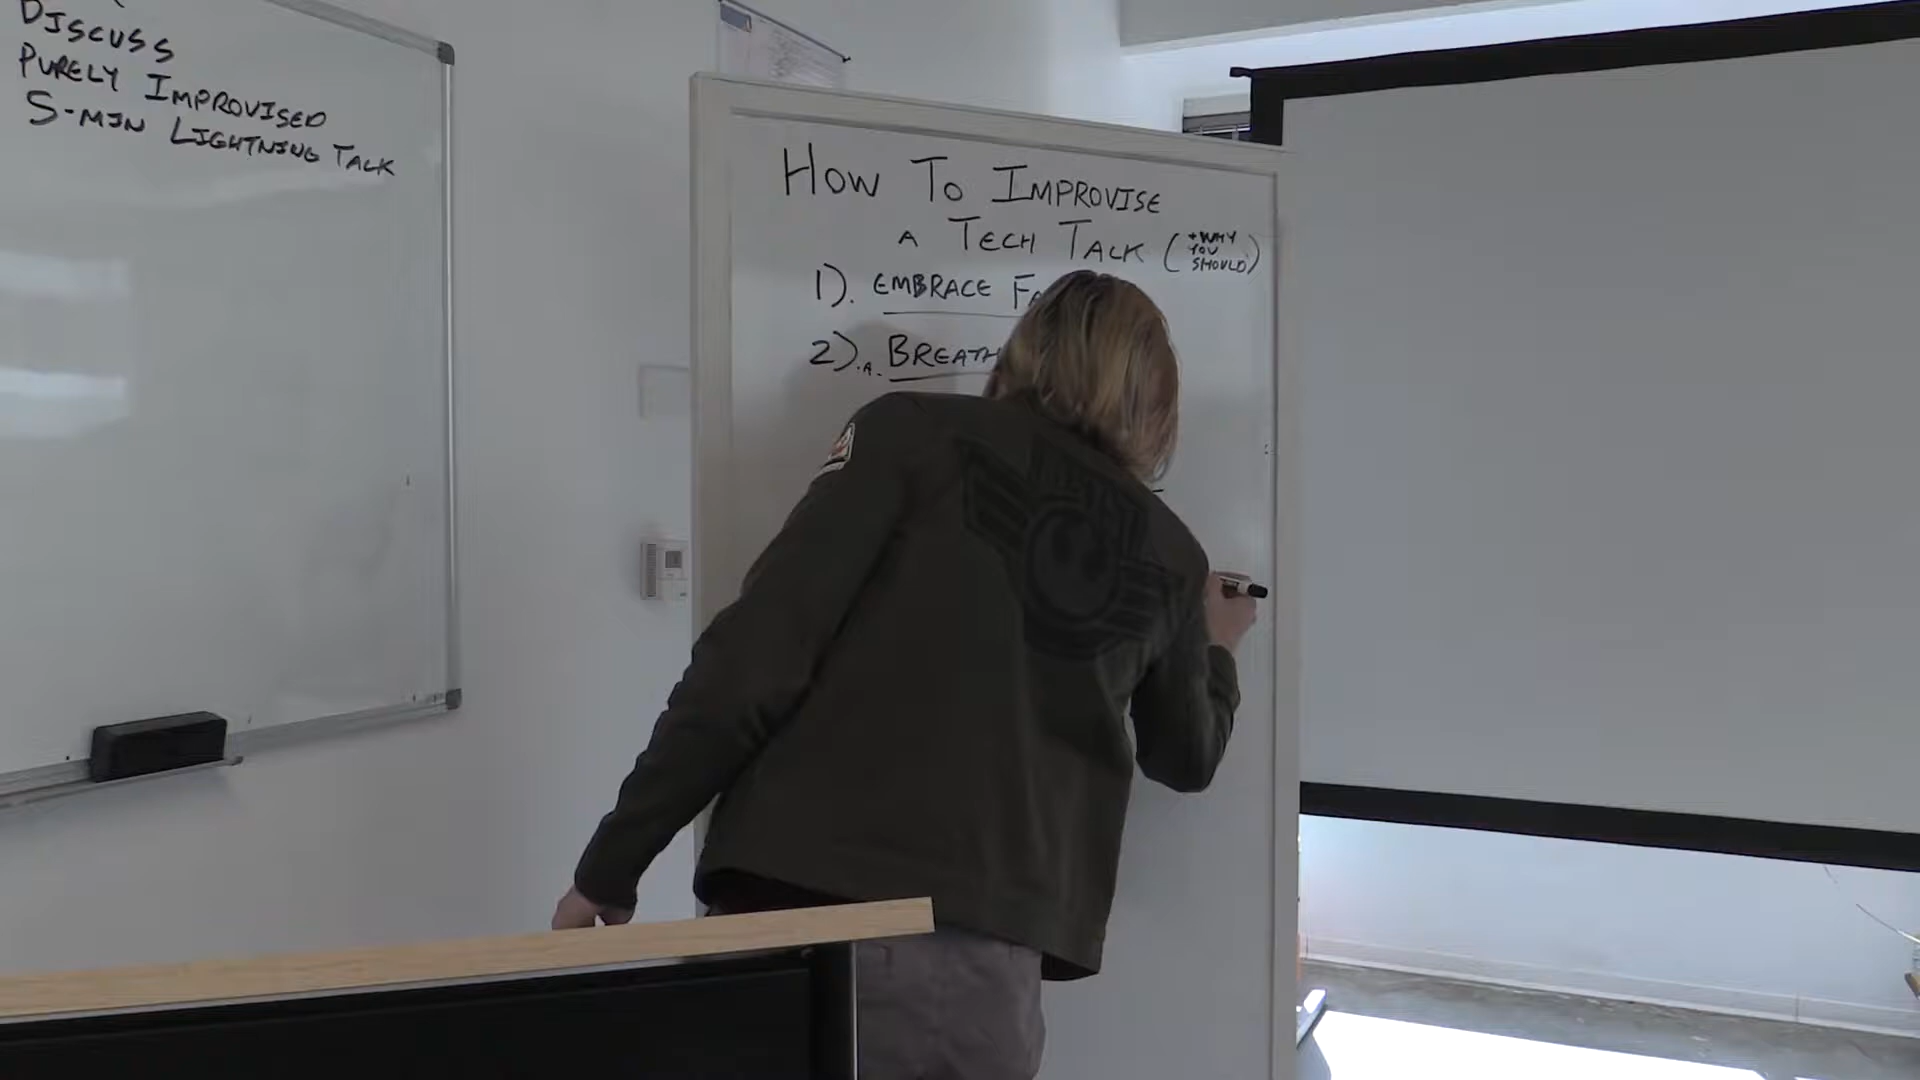 DISCUSS
PURELY IMPROVISED
5-MIN LIGHTNING TALK
HOW TO IMPROVISE
A TECH TALK (+WHY
YOU
SHOULD)
1). EMBRACE
2).A. BREATH